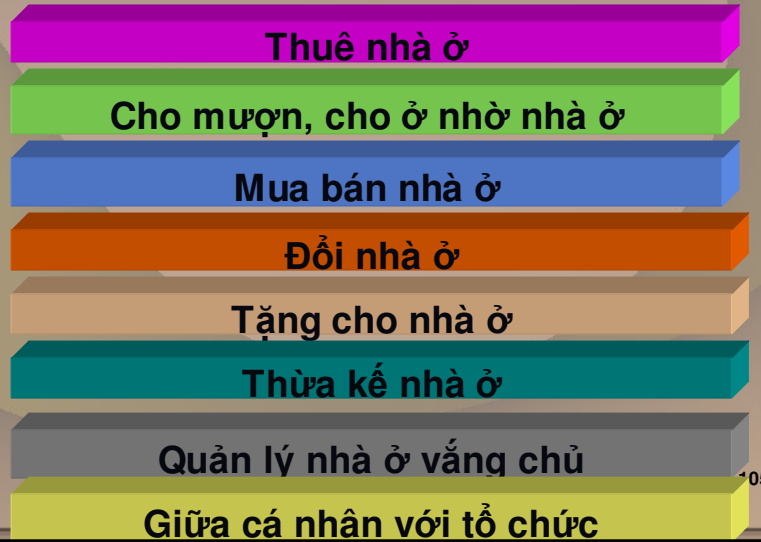 Thuê nhà ở
Cho mượn, cho ở nhờ nhà ở
Mua bán nhà ở
Đổi nhà ở
Tặng cho nhà ở
Thừa kế nhà ở
Quản lý nhà ở vắng chủ
Giữa cá nhân với tổ chức